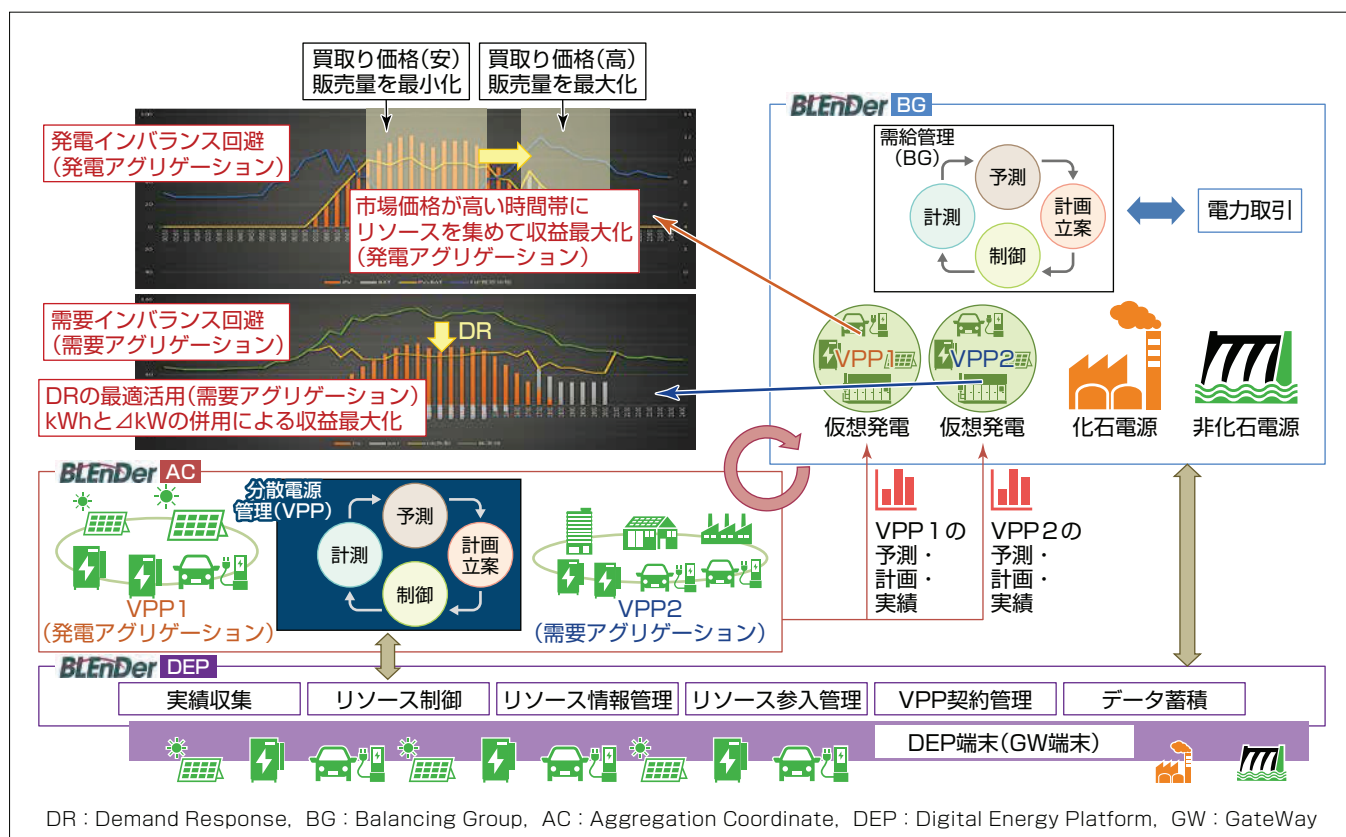 買取り価格(安)
販売量を最小化
買取り価格(高)
販売量を最大化
発電インバランス回避
(発電アグリゲーション)
市場価格が高い時間帯に
リソースを集めて収益最大化
(発電アグリゲーション)
需要インバランス回避
(需要アグリゲーション)
DR
DRの最適活用(需要アグリゲーション)
kWhと⊿kWの併用による収益最大化
BLEnDer BG
需給管理
(BG)
予測
計測
計画
立案
制御
電力取引
VPP1
VPP2
仮想発電
仮想発電
化石電源
非化石電源
BLEnDer AC
分散電源
管理(VPP)
予測
計測
計画
立案
制御
VPP1
(発電アグリゲーション)
VPP2
(需要アグリゲーション)
VPP1の
予測・
計画・
実績
VPP2の
予測・
計画・
実績
BLEnDer DEP
実績収集
リソース制御
リソース情報管理
リソース参入管理
VPP契約管理
データ蓄積
DEP端末(GW端末)
DR：Demand Response, BG：Balancing Group, AC：Aggregation Coordinate, DEP：Digital Energy Platform, GW：GateWay